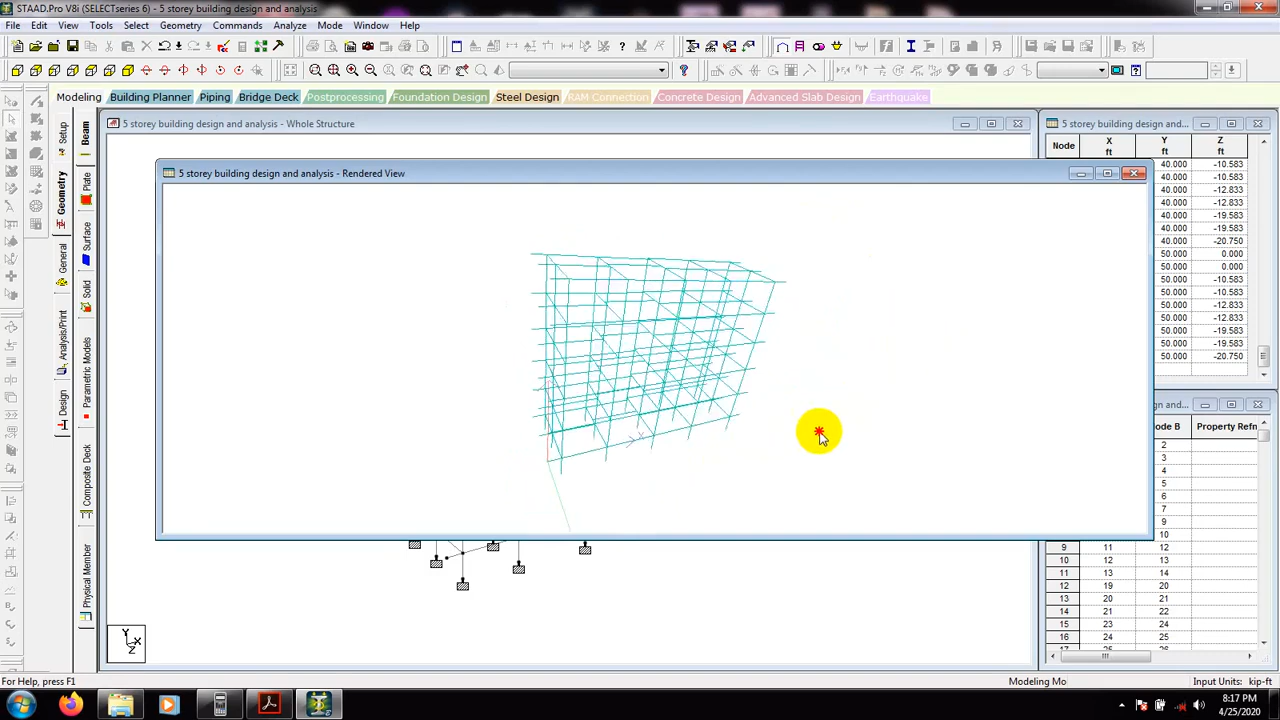 STAAD.Pro V8i (SELECTseries 6) - 5 storey building design and analysis
File Edit View Tools Select Geometry Commands Analyze Mode Window Help
Modeling Building Planner Piping Bridge Deck Postprocessing Foundation Design Steel Design RAM Connection Concrete Design Advanced Slab Design Earthquake
Setup
Geometry
General
Analysis/Print
Design
Beam
Plate
Surface
Solid
Parametric Models
Composite Deck
Physical Member
5 storey building design and analysis - Whole Structure
5 storey building design and analysis - Rendered View
5 storey building design and...
Node X ft Y ft Z ft
40.000 -10.583
40.000 -10.583
40.000 -12.833
40.000 -12.833
40.000 -19.583
40.000 -19.583
40.000 -20.750
50.000 0.000
50.000 0.000
50.000 -10.583
50.000 -10.583
50.000 -12.833
50.000 -12.833
50.000 -19.583
50.000 -19.583
50.000 -20.750
gn and...
ode B Property Refn
2
3
4
5
6
9
10
9 11 12
10 12 13
11 13 14
12 19 20
13 20 21
14 21 22
15 23 24
16 24 25
Y
X
Z
For Help, press F1 Modeling Mo Input Units: kip-ft
8:17 PM
4/25/2020